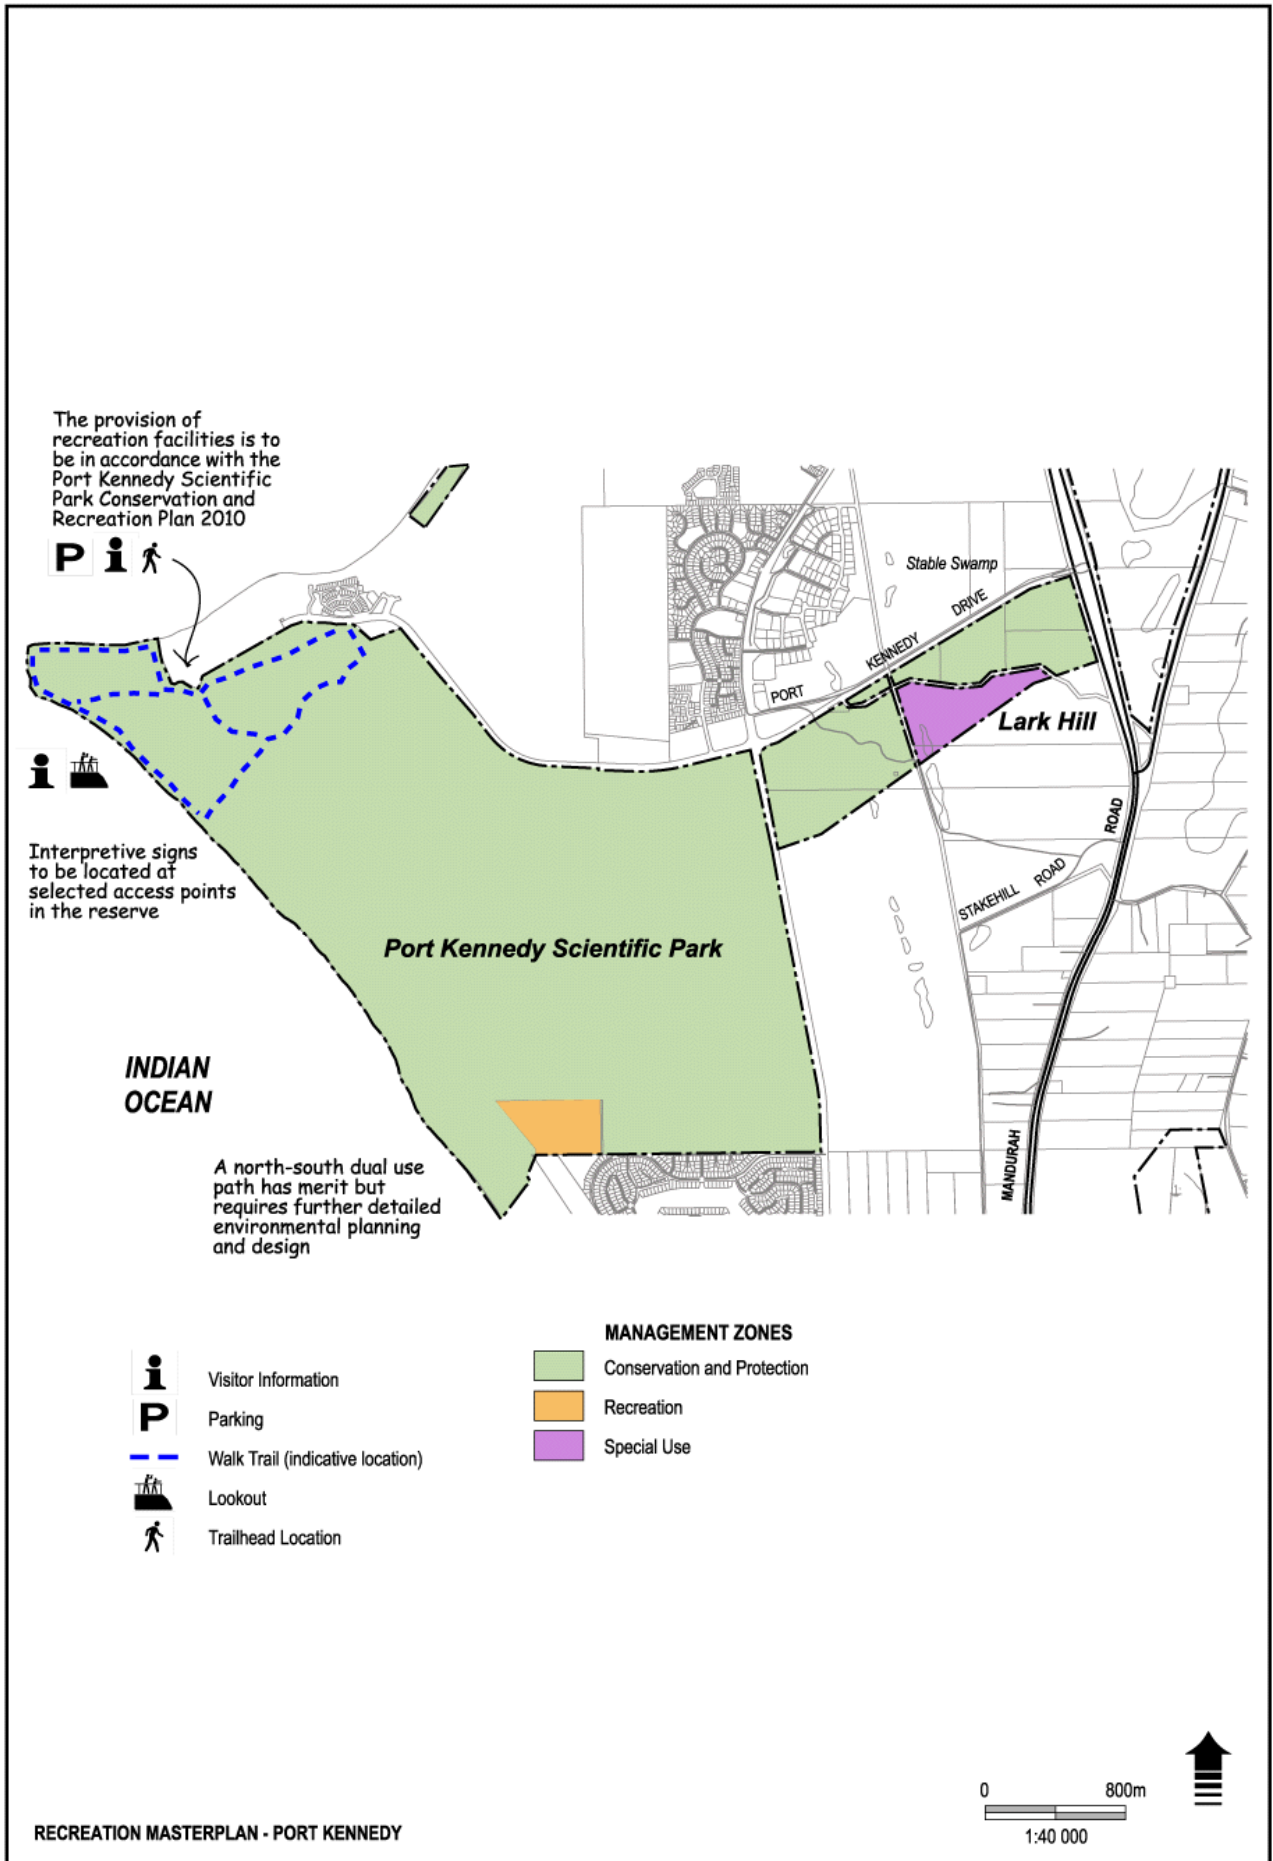 The provision of
recreation facilities is to
be in accordance with the
Port Kennedy Scientific
Park Conservation and
Recreation Plan 2010
P
Stable Swamp
DRIVE
KENNEDY
PORT
Lark Hill
ROAD
STAKEHILL ROAD
Interpretive signs
to be located at
selected access points
in the reserve
Port Kennedy Scientific Park
INDIAN
OCEAN
MANDURAH
A north-south dual use
path has merit but
requires further detailed
environmental planning
and design
MANAGEMENT ZONES
Visitor Information
P Parking
Walk Trail (indicative location)
Lookout
Trailhead Location
Conservation and Protection
Recreation
Special Use
0 800m
1:40 000
RECREATION MASTERPLAN - PORT KENNEDY